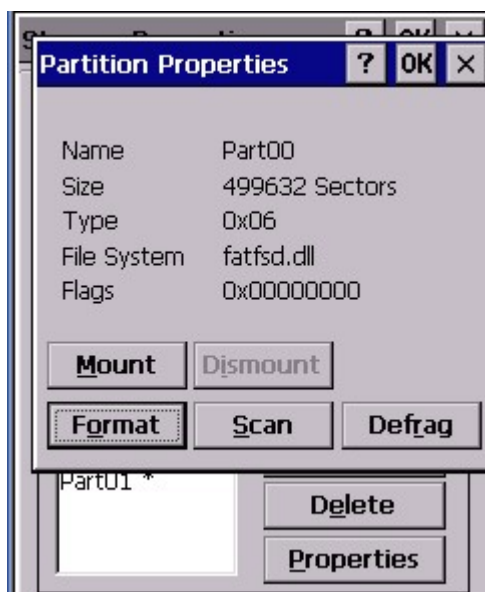 Partition Properties ? OK ×
Name Part00
Size 499632 Sectors
Type 0x06
File System fatfsd.dll
Flags 0x00000000
Mount Dismount
Format Scan Defrag
Part01 *
Delete
Properties